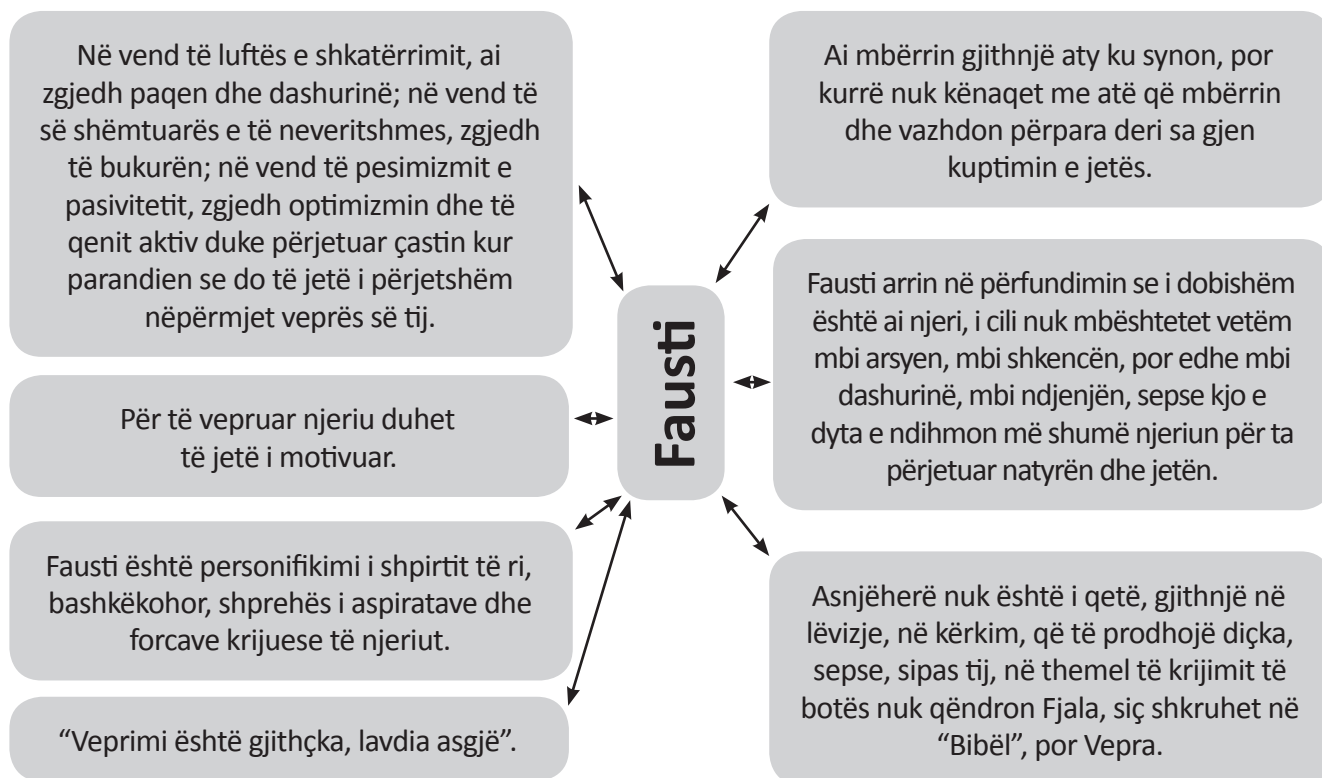 Në vend të luftës e shkatërrimit, ai
zgjedh paqen dhe dashurinë; në vend të
së shëmtuarës e të neveritshmes, zgjedh
të bukurën; në vend të pesimizmit e
pasivitetit, zgjedh optimizmin dhe të
qenit aktiv duke përjetuar çastin kur
parandien se do të jetë i përjetshëm
nëpërmjet veprës së tij.
Për të vepruar njeriu duhet
të jetë i motivuar.
Fausti është personifikimi i shpirtit të ri,
bashkëkohor, shprehës i aspiratave dhe
forcave krijuese të njeriut.
“Veprimi është gjithçka, lavdia asgjë”.
Fausti
Ai mbërrin gjithnjë aty ku synon, por
kurrë nuk kënaqet me atë që mbërrin
dhe vazhdon përpara deri sa gjen
kuptimin e jetës.
Fausti arrin në përfundimin se i dobishëm
është ai njeri, i cili nuk mbështetet vetëm
mbi arsyen, mbi shkencën, por edhe mbi
dashurinë, mbi ndjenjën, sepse kjo e
dyta e ndihmon më shumë njeriun për ta
përjetuar natyrën dhe jetën.
Asnjëherë nuk është i qetë, gjithnjë në
lëvizje, në kërkim, që të prodhojë diçka,
sepse, sipas tij, në themel të krijimit të
botës nuk qëndron Fjala, siç shkruhet në
“Bibël”, por Vepra.